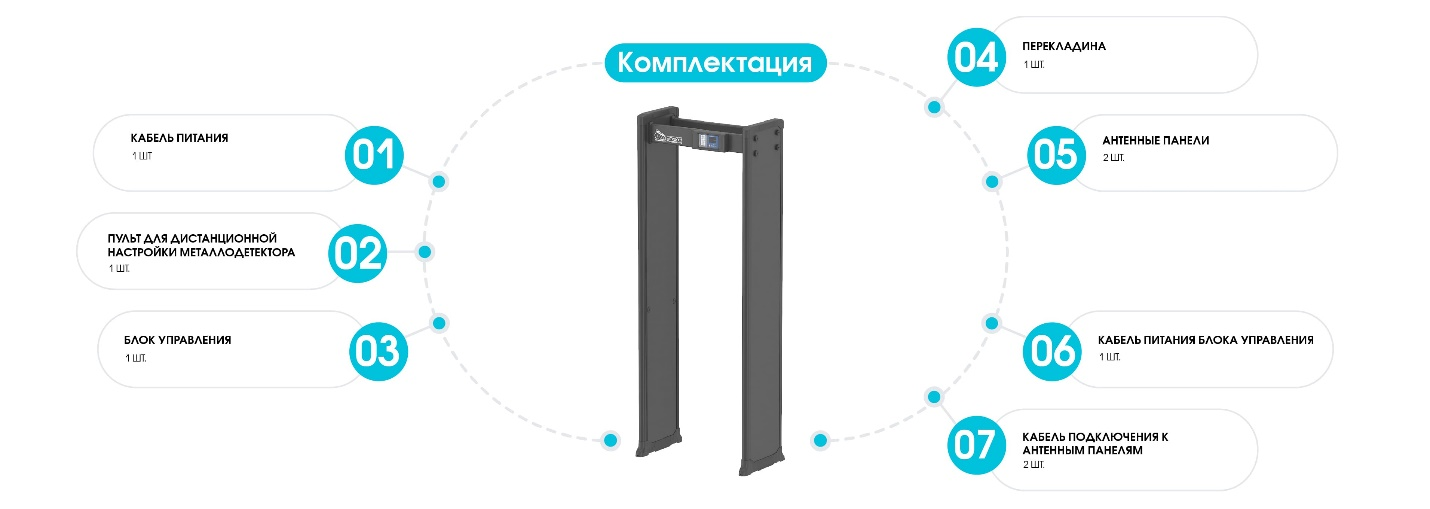 Комплектация
01
КАБЕЛЬ ПИТАНИЯ
1 ШТ
02
ПУЛЬТ ДЛЯ ДИСТАНЦИОННОЙ
НАСТРОЙКИ МЕТАЛЛОДЕТЕКТОРА
1 ШТ.
03
БЛОК УПРАВЛЕНИЯ
1 ШТ.
04
ПЕРЕКЛАДИНА
1 ШТ.
05
АНТЕННЫЕ ПАНЕЛИ
2 ШТ.
06
КАБЕЛЬ ПИТАНИЯ БЛОКА УПРАВЛЕНИЯ
1 ШТ.
07
КАБЕЛЬ ПОДКЛЮЧЕНИЯ К
АНТЕННЫМ ПАНЕЛЯМ
2 ШТ.